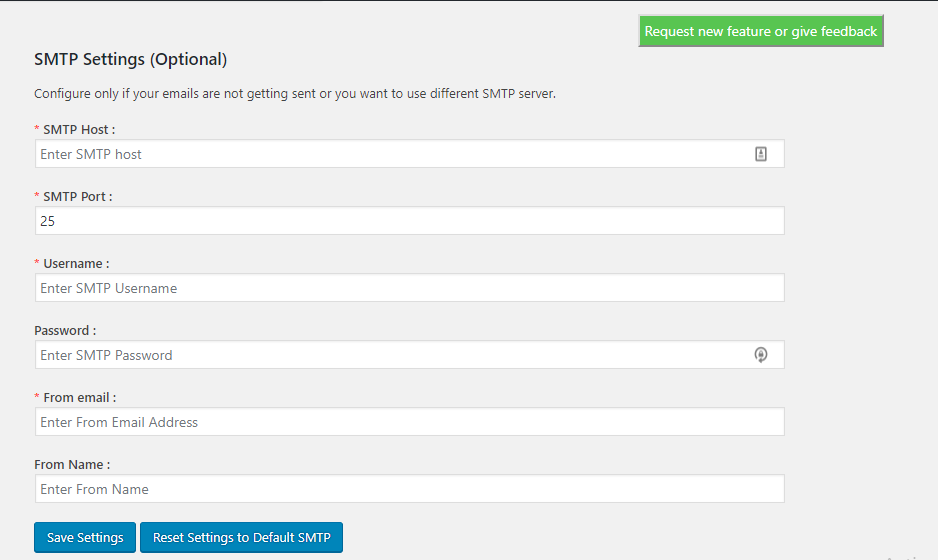 Request new feature or give feedback
SMTP Settings (Optional)
Configure only if your emails are not getting sent or you want to use different SMTP server.
* SMTP Host :
Enter SMTP host
* SMTP Port :
25
* Username :
Enter SMTP Username
Password :
Enter SMTP Password
* From email :
Enter From Email Address
From Name :
Enter From Name
Save Settings Reset Settings to Default SMTP